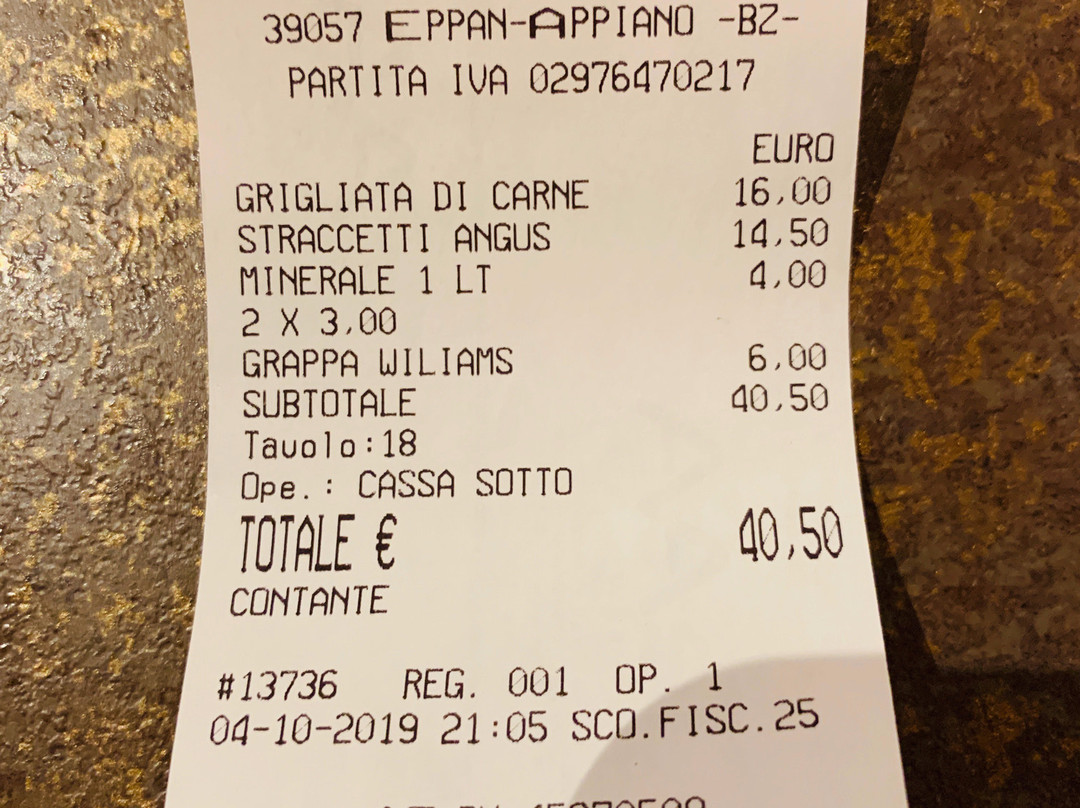 39057 EPPAN-APPIANO -BZ-
PARTITA IVA 02976470217
EURO
GRIGLIATA DI CARNE 16,00
STRACCETTI ANGUS 14,50
MINERALE 1 LT 4,00
2 X 3,00
GRAPPA WILIAMS 6,00
SUBTOTALE 40,50
Tavolo:18
Ope.: CASSA SOTTO
TOTALE € 40,50
CONTANTE
#13736 REG. 001 OP. 1
04-10-2019 21:05 SCO.FISC.25